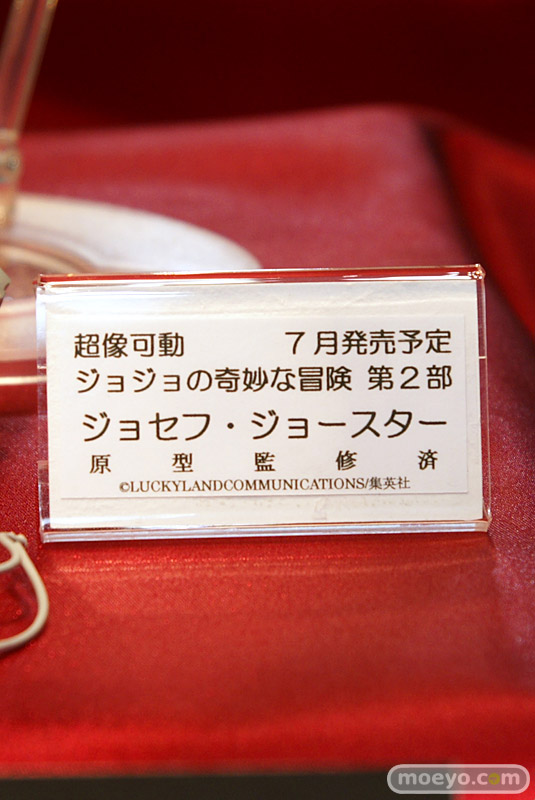 超像可動 7月発売予定
ジョジョの奇妙な冒険 第2部
ジョセフ・ジョースター
原型監修済
©LUCKYLANDCOMMUNICATIONS/集英社
moeyo.com